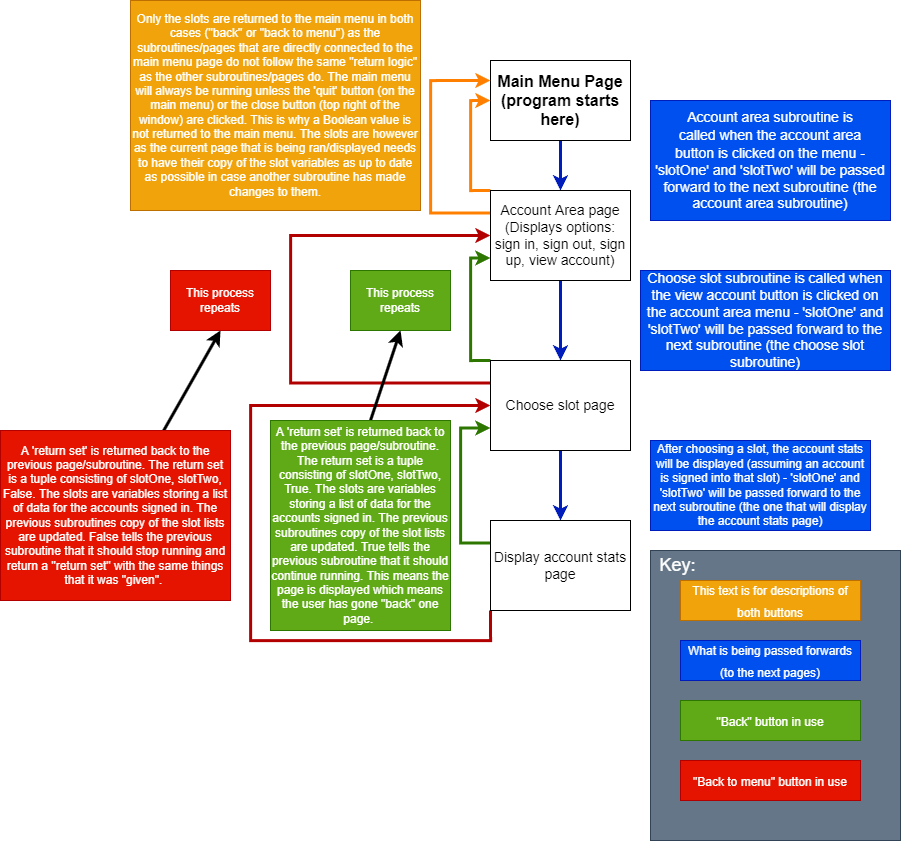 Only the slots are returned to the main menu in both
cases ("back" or "back to menu") as the
subroutines/pages that are directly connected to the
main menu page do not follow the same "return logic"
as the other subroutines/pages do. The main menu
will always be running unless the 'quit' button (on
the main menu) or the close button (top right of the
window) are clicked. This is why a Boolean value is
not returned to the main menu. The slots are however
as the current page that is being ran/displayed needs
to have their copy of the slot variables as up to date
as possible in case another subroutine has made
changes to them.
Main Menu Page
(program starts
here)
Account area subroutine is
called when the account area
button is clicked on the menu -
'slotOne' and 'slotTwo' will be passed
forward to the next subroutine (the
account area subroutine)
Account Area page
(Displays options:
sign in, sign out, sign
up, view account)
This process
repeats
This process
repeats
Choose slot subroutine is called when
the view account button is clicked on
the account area menu - 'slotOne' and
'slotTwo' will be passed forward to the
next subroutine (the choose slot
subroutine)
Choose slot page
A 'return set' is returned back to the
previous page/subroutine. The return set
is a tuple consisting of slotOne, slotTwo,
False. The slots are variables storing a list
of data for the accounts signed in. The
previous subroutines copy of the slot lists
are updated. False tells the previous
subroutine that it should stop running and
return a "return set" with the same things
that it was "given".
A 'return set' is returned back to
the previous page/subroutine.
The return set is a tuple
consisting of slotOne, slotTwo,
True. The slots are variables
storing a list of data for the
accounts signed in. The previous
subroutines copy of the slot lists
are updated. True tells the
previous subroutine that it should
continue running. This means the
page is displayed which means
the user has gone "back" one
page.
After choosing a slot, the account stats
will be displayed (assuming an account
is signed into that slot) - 'slotOne' and
'slotTwo' will be passed forward to the
next subroutine (the one that will display
the account stats page)
Display account stats
page
Key:
This text is for descriptions of
both buttons
What is being passed forwards
(to the next pages)
"Back" button in use
"Back to menu" button in use